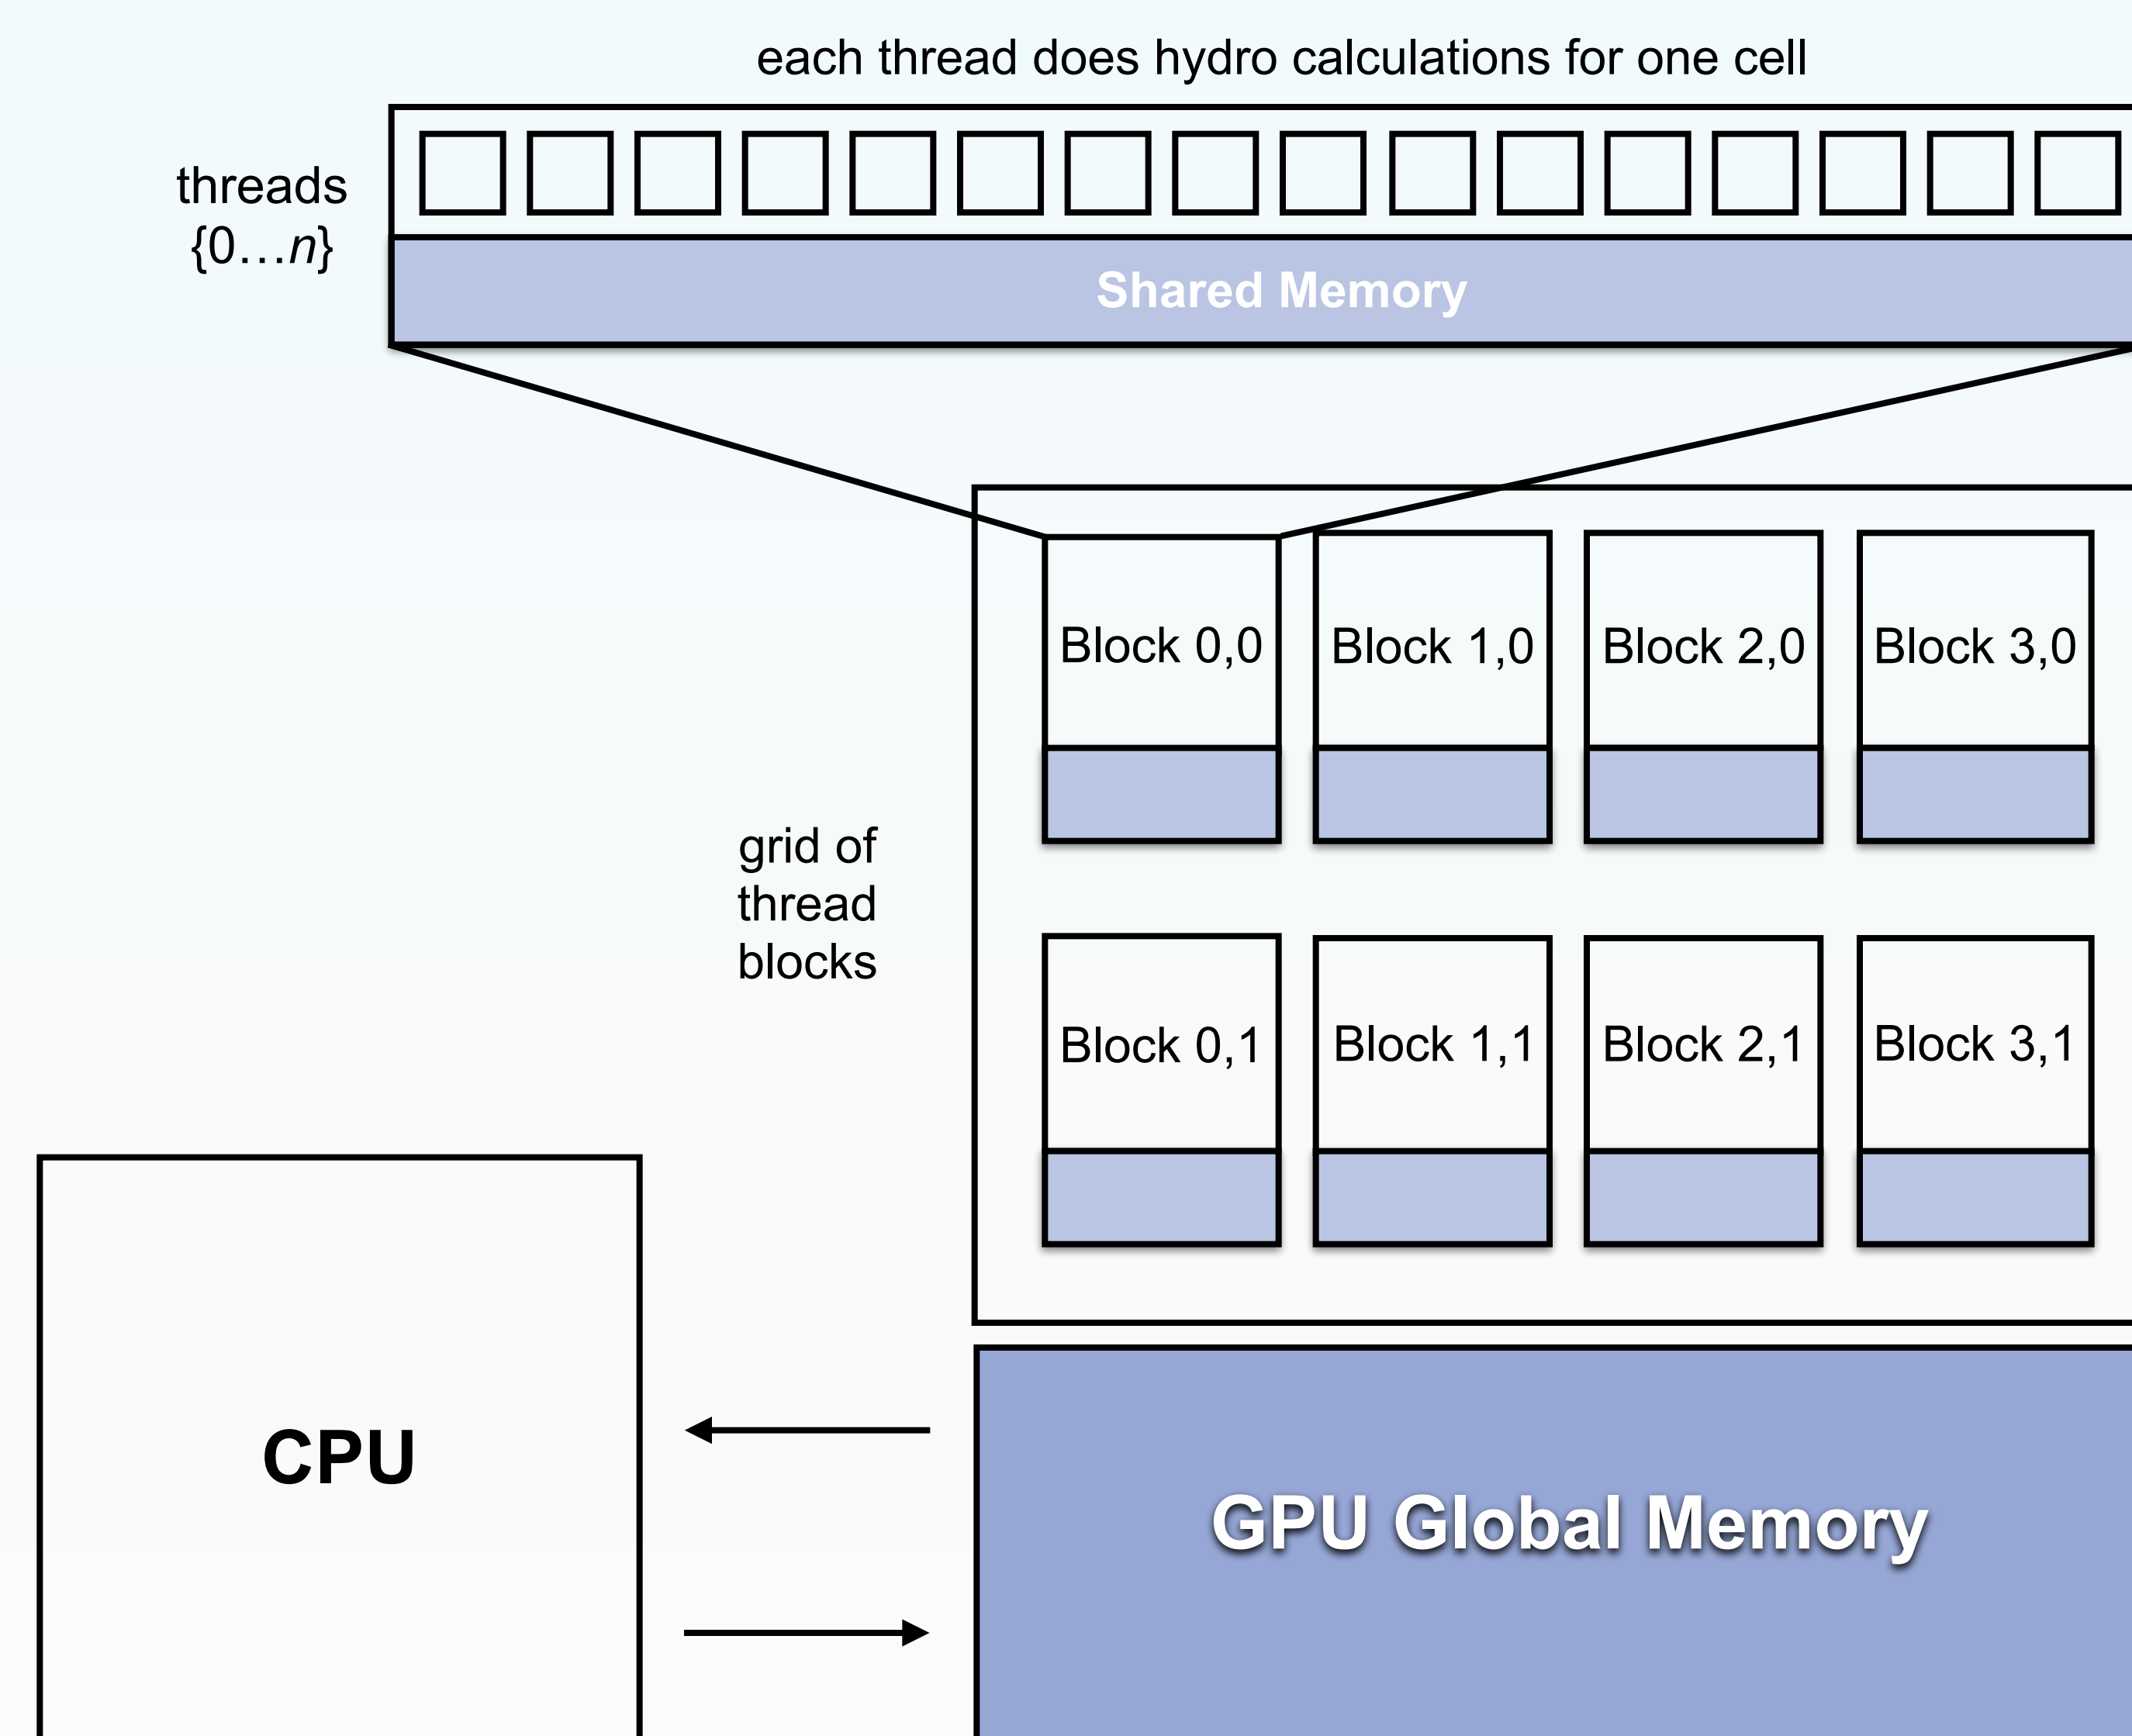 each thread does hydro calculations for one cell
threads
{0...n}
Shared Memory
Block 0,0
Block 1,0
Block 2,0
Block 3,0
grid of
thread
blocks
Block 0,1
Block 1,1
Block 2,1
Block 3,1
CPU
GPU Global Memory